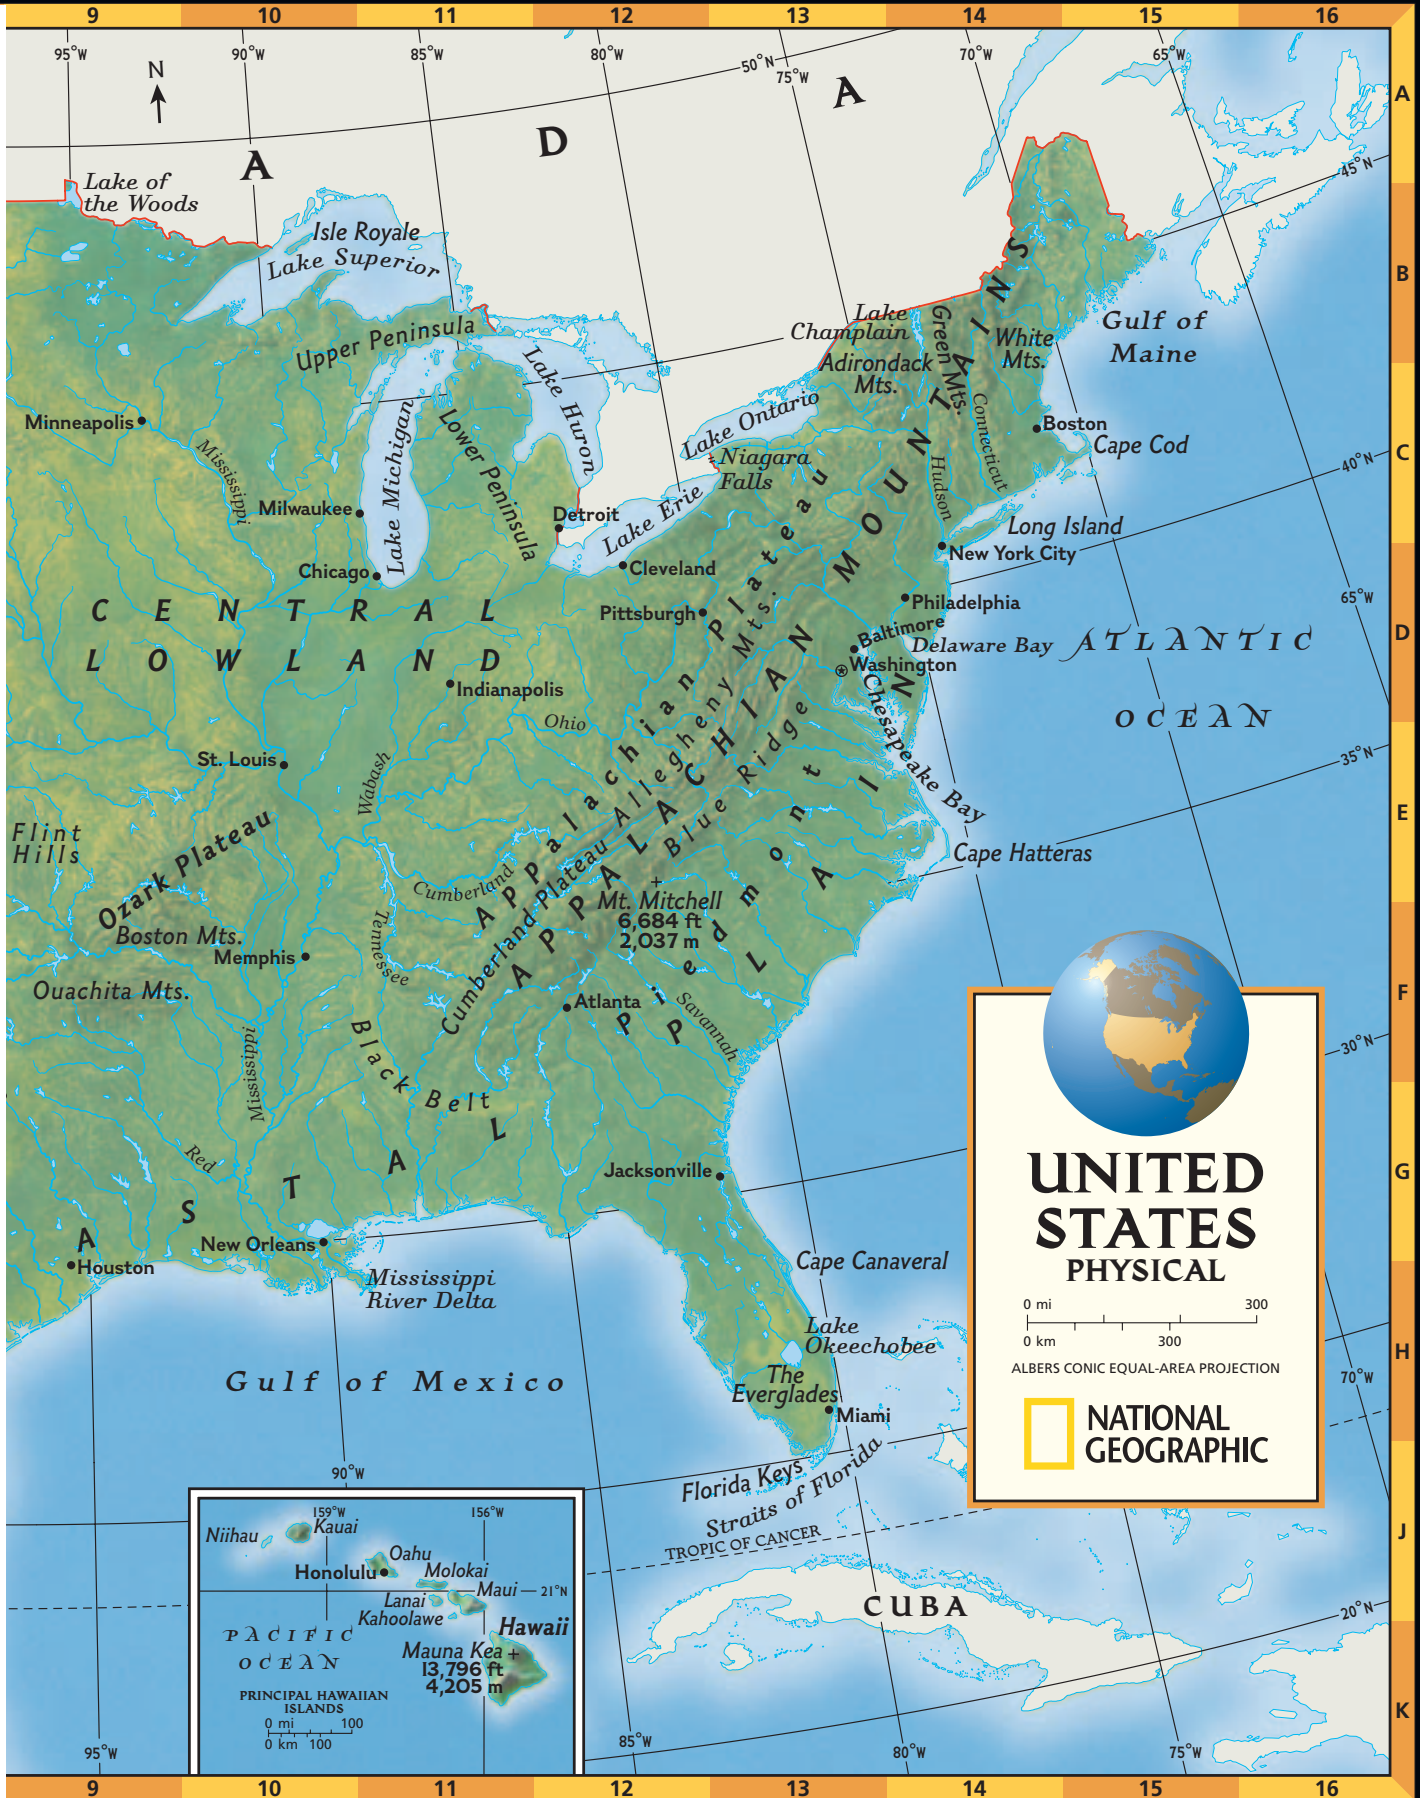 9 10 11 12 13 14 15 16
95°W 90°W 85°W 80°W 50°N 75°W 70°W 65°W
N
A
D
A
A
45°N
Lake of
the Woods
Isle Royale
Lake Superior
B
Upper Peninsula
Lake
Champlain
Green Mts.
White
Mts.
Gulf of
Maine
Adirondack
Mts.
Lake Huron
Lake Michigan
Lower Peninsula
Lake Ontario
Connecticut
Minneapolis
Mississippi
Boston
Cape Cod
C
40°N
Niagara
Falls
Hudson
Milwaukee
Detroit
Lake Erie
Long Island
New York City
Chicago
Cleveland
CENTRAL
LOWLAND
Pittsburgh
Philadelphia
65°W
Baltimore
Delaware Bay
ATLANTIC
OCEAN
D
Washington
Chesapeake Bay
Indianapolis
Ohio
Appalachian Plateau
Allegheny Mts.
APPALACHIAN MOUNTAINS
Blue Ridge
Piedmont
35°N
St. Louis
Wabash
E
Flint
Hills
Ozark Plateau
Cumberland
Cumberland Plateau
Cape Hatteras
Mt. Mitchell
6,684 ft
2,037 m
Boston Mts.
Memphis
Tennessee
Ouachita Mts.
F
Atlanta
Savannah
Mississippi
Black Belt
30°N
Red
ASTAL PLAIN
G
Jacksonville
New Orleans
Houston
Mississippi
River Delta
Cape Canaveral
Lake
Okeechobee
H
Gulf of Mexico
The
Everglades
Miami
70°W
Florida Keys
Straits of Florida
TROPIC OF CANCER
J
90°W
CUBA
20°N
K
UNITED
STATES
PHYSICAL
0 mi 300
0 km 300
ALBERS CONIC EQUAL-AREA PROJECTION
NATIONAL
GEOGRAPHIC
159°W 156°W
Niihau
Kauai
Oahu
Honolulu
Molokai
Maui
21°N
Lanai
Kahoolawe
Hawaii
PACIFIC
OCEAN
Mauna Kea
13,796 ft
4,205 m
PRINCIPAL HAWAIIAN
ISLANDS
0 mi 100
0 km 100
95°W 85°W 80°W 75°W
9 10 11 12 13 14 15 16